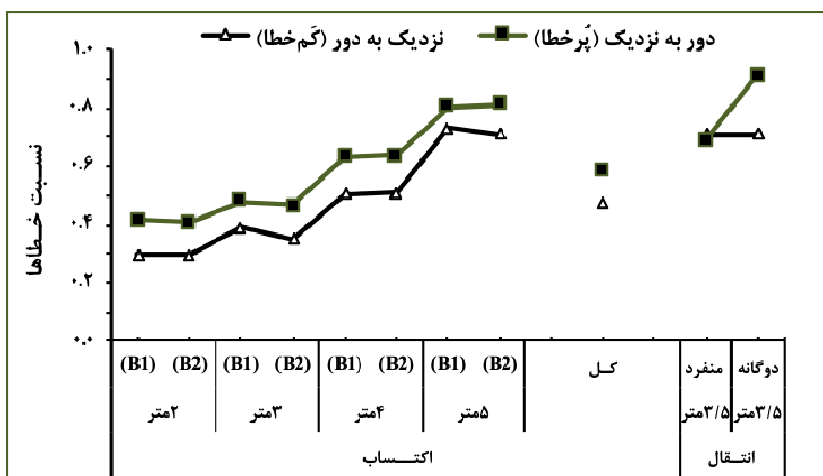 نزدیک به دور (کَم‌خطا) دور به نزدیک (پُرخطا)
نسبت خطاها
۱.۰
۰.۸
۰.۶
۰.۴
۰.۲
۰.۰
(B1) (B2) (B1) (B2) (B1) (B2) (B1) (B2) کل منفرد دوگانه
۲متر ۳متر ۴متر ۵متر ۳/۵متر ۳/۵متر
اکتساب انتقال